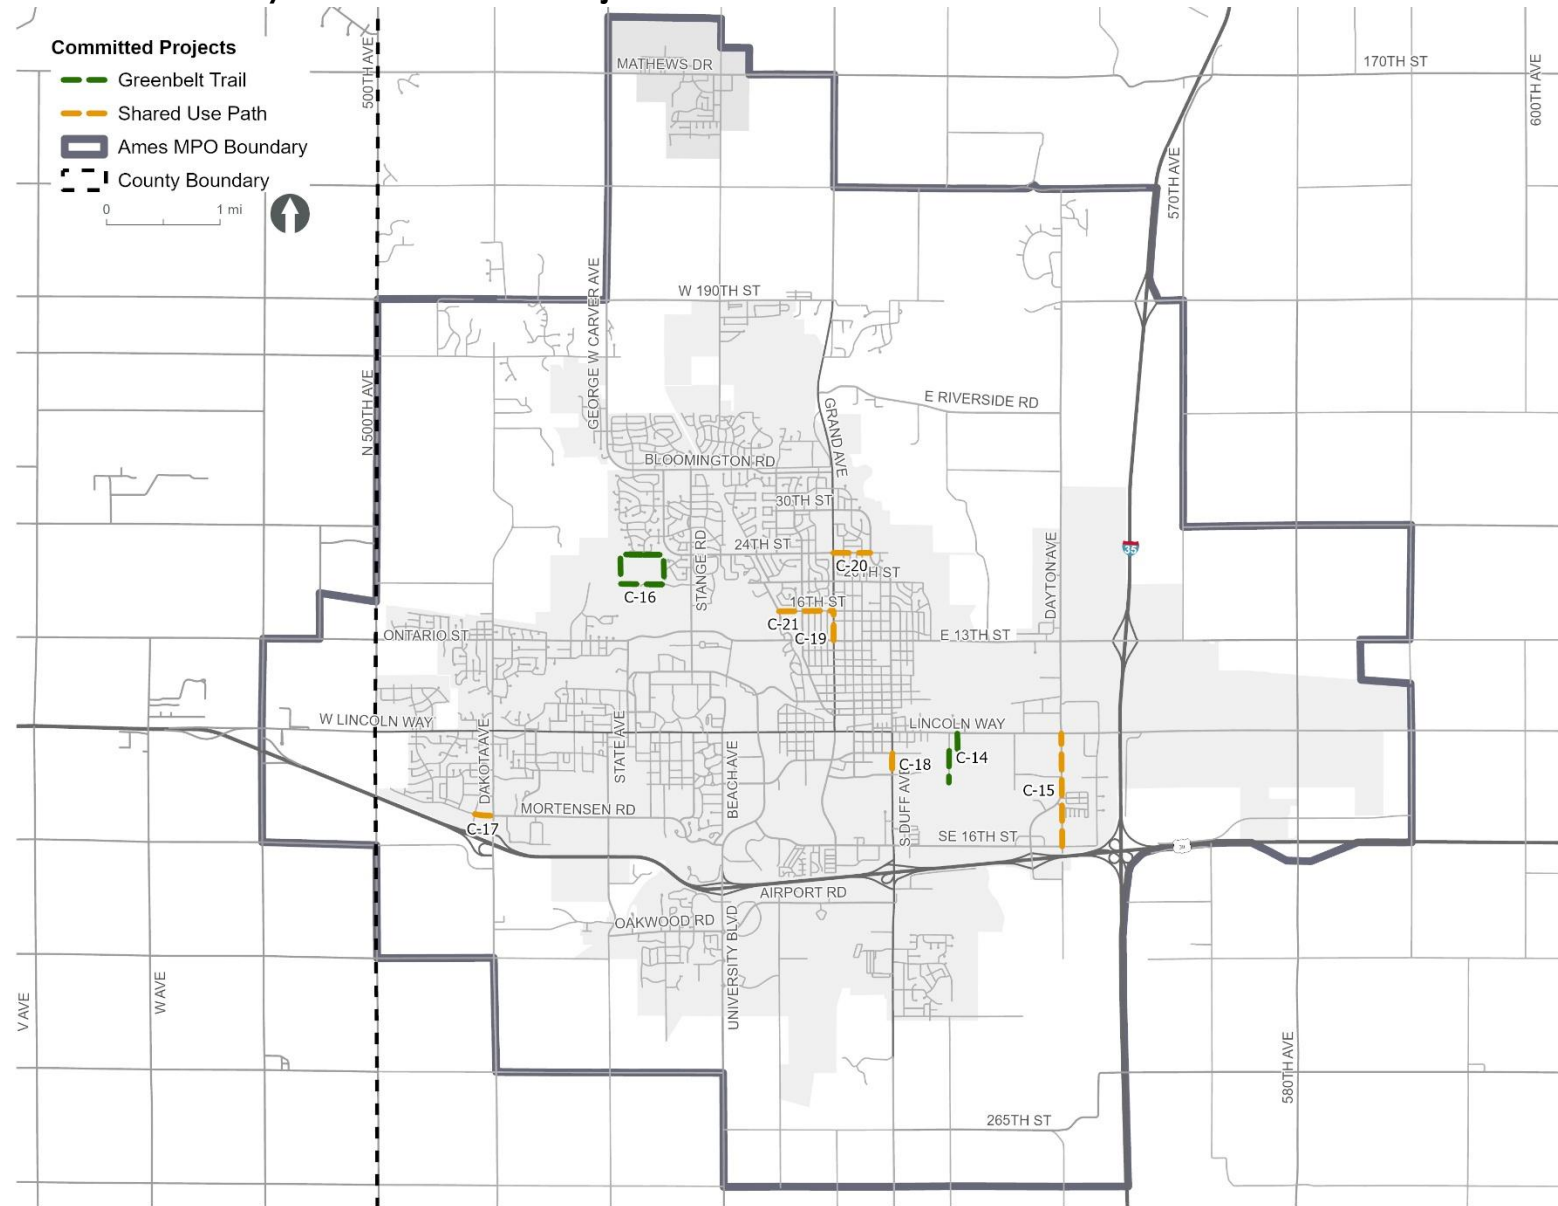 Committed Projects
Greenbelt Trail
Shared Use Path
Ames MPO Boundary
County Boundary
0 1 mi
500TH AVE
MATHEWS DR
170TH ST
600TH AVE
570TH AVE
GEORGE W CARVER AVE
W 190TH ST
N 500TH AVE
E RIVERSIDE RD
GRAND AVE
BLOOMINGTON RD
30TH ST
24TH ST
STANGE RD
DAYTON AVE
35
C-20
20TH ST
C-16
16TH ST
C-21
C-19
ONTARIO ST
E 13TH ST
W LINCOLN WAY
LINCOLN WAY
DAKOTA AVE
STATE AVE
BEACH AVE
C-18
C-14
S DUFF AVE
C-15
MORTENSEN RD
C-17
SE 16TH ST
30
AIRPORT RD
OAKWOOD RD
UNIVERSITY BLVD
V AVE
W AVE
580TH AVE
265TH ST